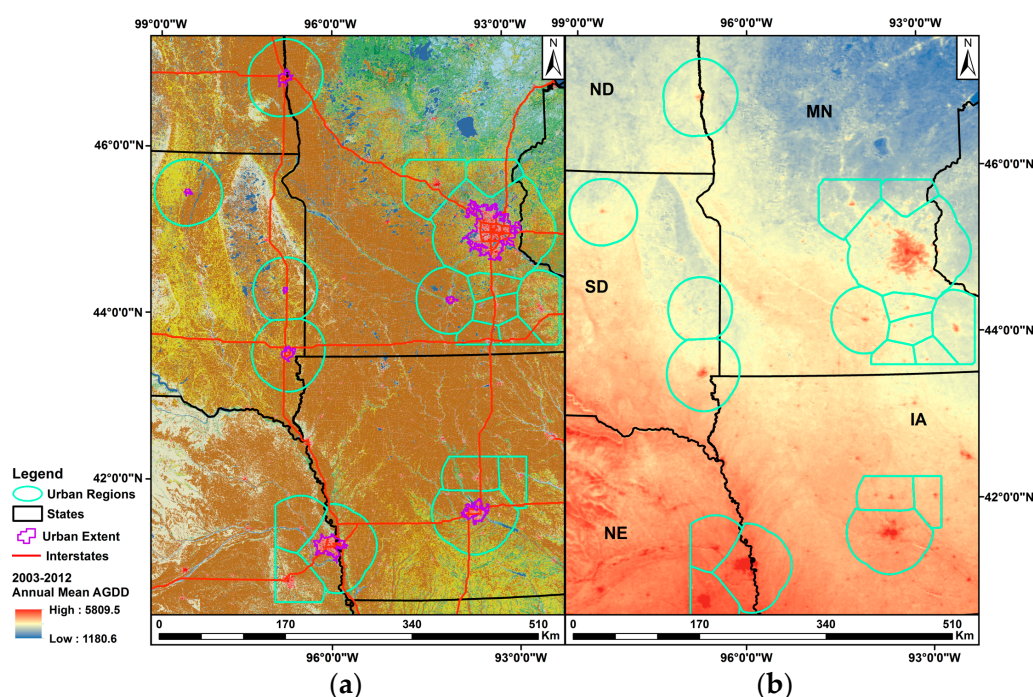 99°0'0"W 96°0'0"W 93°0'0"W 99°0'0"W 96°0'0"W 93°0'0"W
N N
ND
MN
46°0'0"N 46°0'0"N
SD
44°0'0"N 44°0'0"N
IA
42°0'0"N 42°0'0"N
NE
Legend
Urban Regions
States
Urban Extent
Interstates
2003-2012
Annual Mean AGDD
High : 5809.5
Low : 1180.6
0 170 340 510 Km
0 170 340 510 Km
96°0'0"W 93°0'0"W 96°0'0"W 93°0'0"W
(a) (b)